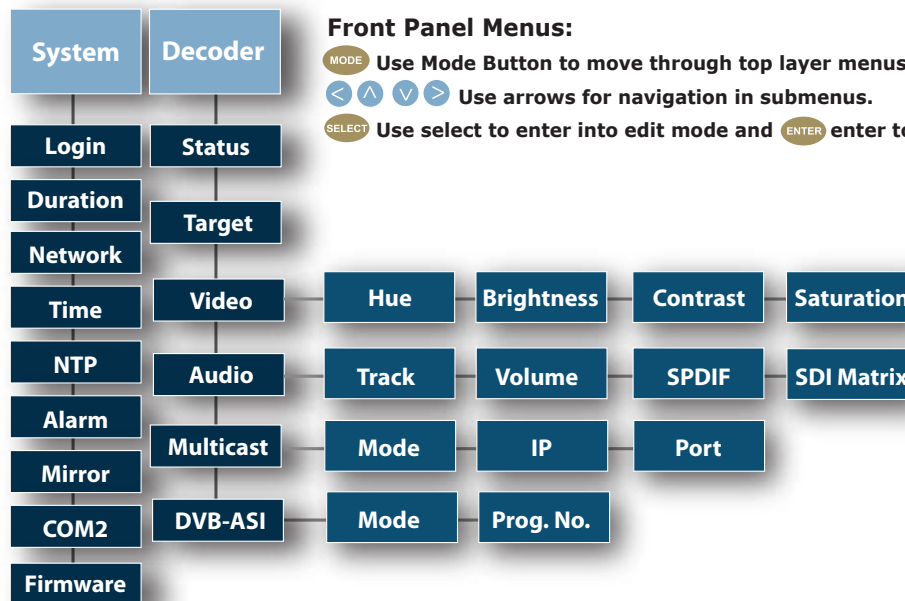 System
Decoder
Front Panel Menus:
MODE Use Mode Button to move through top layer menus
Use arrows for navigation in submenus.
SELECT Use select to enter into edit mode and ENTER enter
Login
Status
Duration
Target
Network
Time
Video
Hue
Brightness
Contrast
Saturation
NTP
Audio
Track
Volume
SPDIF
SDI Matrix
Alarm
Multicast
Mode
IP
Port
Mirror
COM2
DVB-ASI
Mode
Prog. No.
Firmware